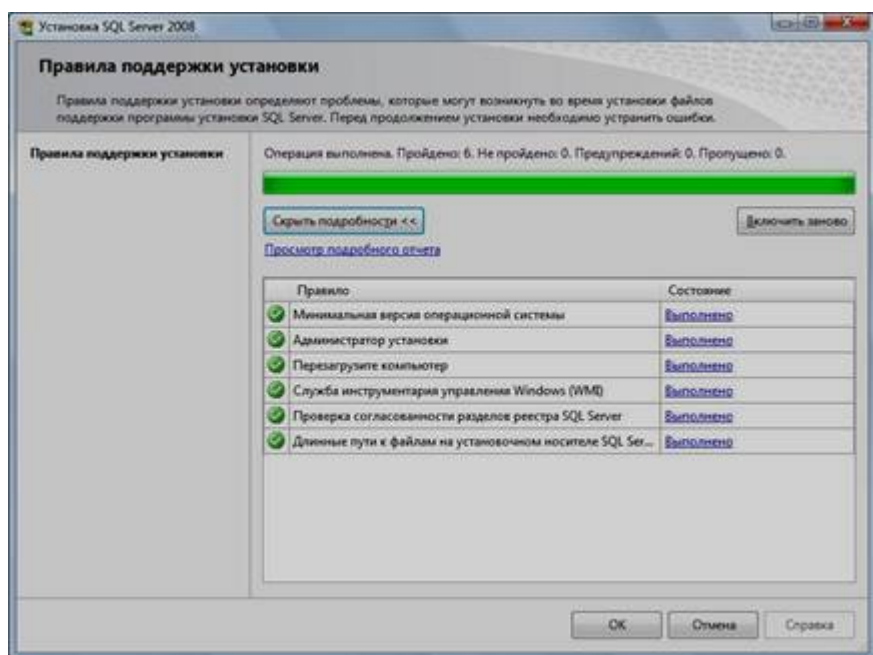 Установка SQL Server 2008
Правила поддержки установки
Правила поддержки установки определяют проблемы, которые могут возникнуть во время установки файлов
поддержки программы установки SQL Server. Перед продолжением установки необходимо устранить ошибки.
Правила поддержки установки
Операция выполнена. Пройдено: 6. Не пройдено: 0. Предупреждений: 0. Пропущено: 0.
Скрыть подробности <<
Включить заново
Просмотр подробного отчета
Правило Состояние
Минимальная версия операционной системы Выполнено
Администратор установки Выполнено
Перезагрузите компьютер Выполнено
Служба инструментария управления Windows (WMI) Выполнено
Проверка согласованности разделов реестра SQL Server Выполнено
Длинные пути к файлам на установочном носителе SQL Ser... Выполнено
ОК Отмена Справка